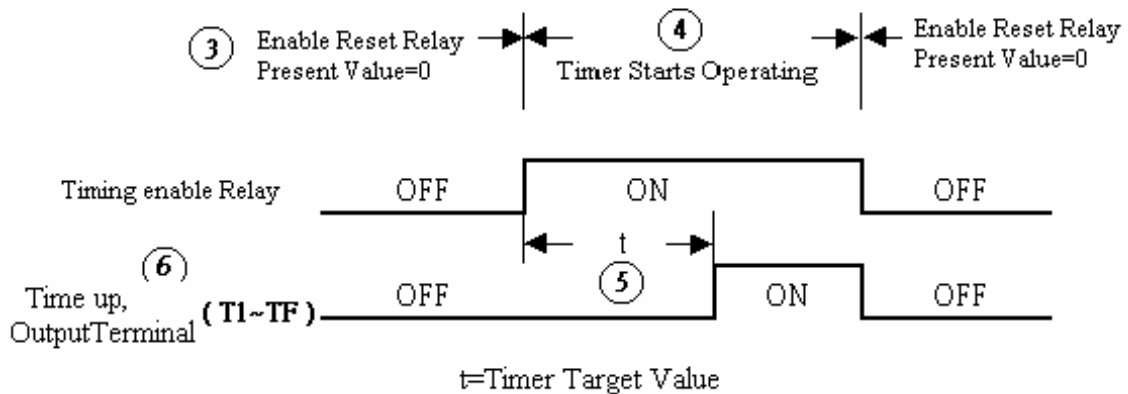 3 Enable Reset Relay
Present Value=0
4
Timer Starts Operating
Enable Reset Relay
Present Value=0
Timing enable Relay
OFF
ON
OFF
t
5
6
Time up,
OutputTerminal
( T1~TF )
OFF
ON
OFF
t=Timer Target Value